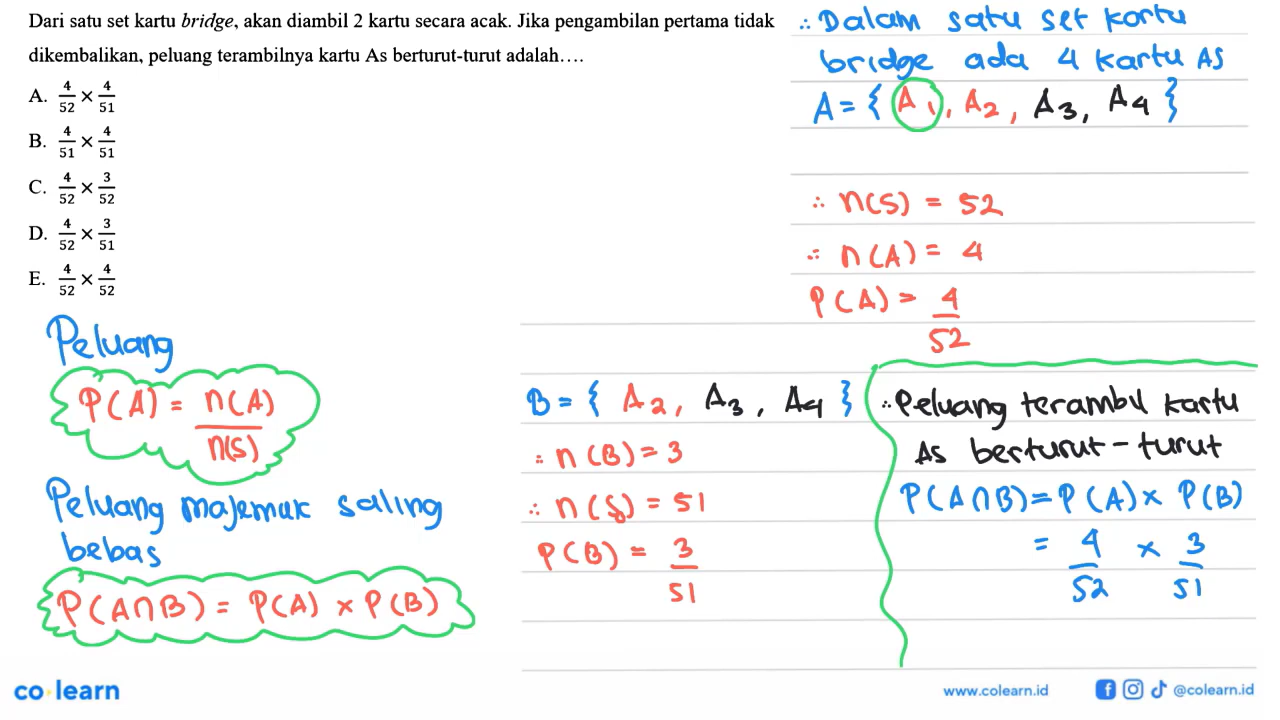 Dari satu set kartu bridge, akan diambil 2 kartu secara acak. Jika pengambilan pertama tidak
dikembalikan, peluang terambilnya kartu As berturut-turut adalah….
A. 4/52 × 4/51
B. 4/51 × 4/51
C. 4/52 × 3/52
D. 4/52 × 3/51
E. 4/52 × 4/52
∴ Dalam satu set kartu
bridge ada 4 kartu AS
A = { A1, A2, A3, A4 }
∴ n(S) = 52
∴ n(A) = 4
P(A) = 4/52
Peluang
P(A) = n(A)/n(S)
Peluang majemuk saling
bebas
P(A∩B) = P(A) × P(B)
B = { A2, A3, A4 }
∴ n(B) = 3
∴ n(S) = 51
P(B) = 3/51
∴ Peluang terambil kartu
As berturut-turut
P(A∩B) = P(A) × P(B)
= 4/52 × 3/51
co·learn
www.colearn.id
@colearn.id